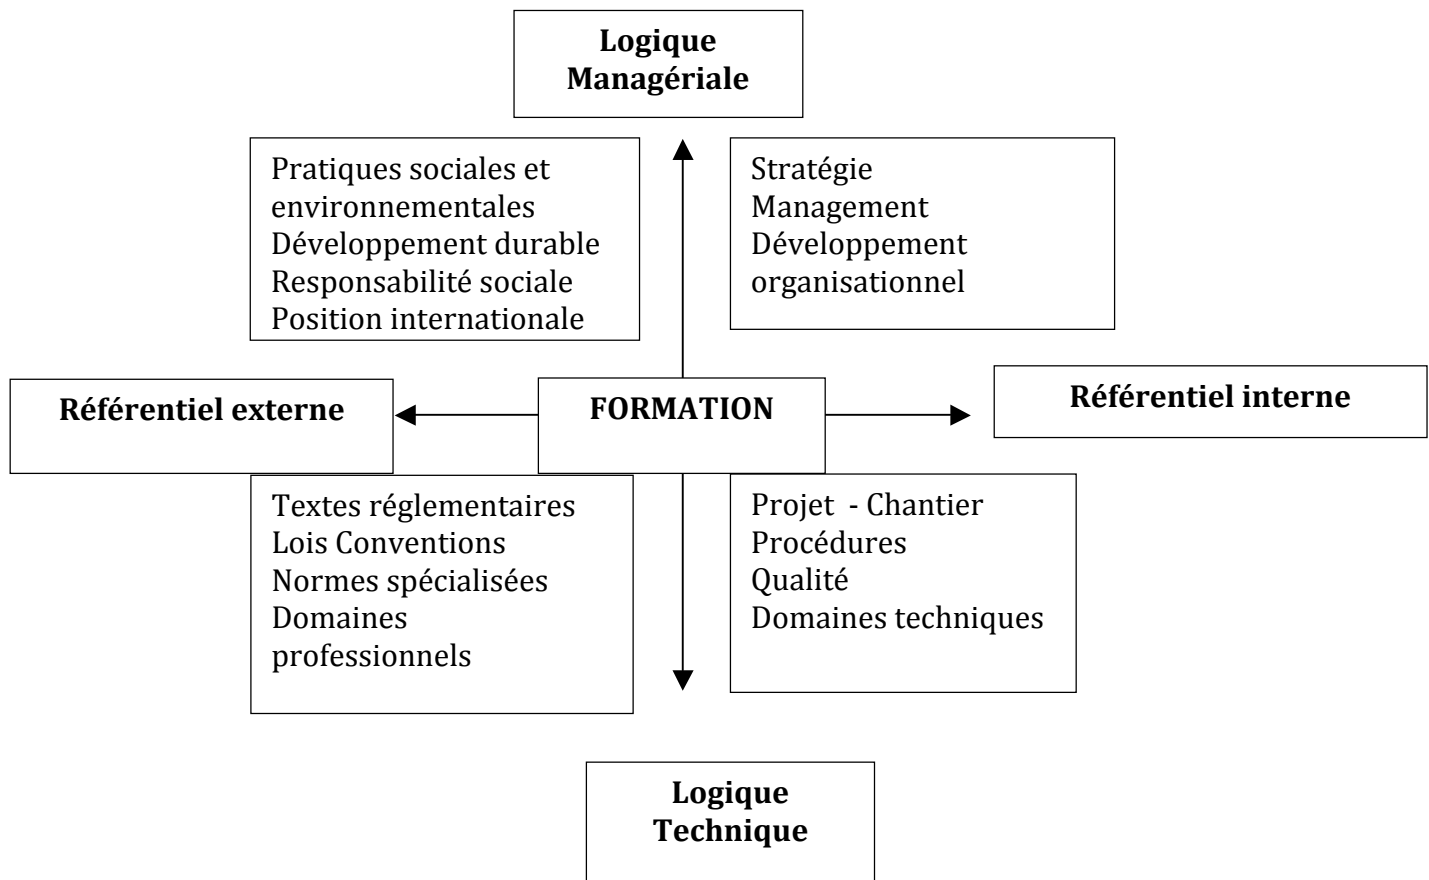 Logique
Managériale
Pratiques sociales et
environnementales
Développement durable
Responsabilité sociale
Position internationale
Stratégie
Management
Développement
organisationnel
Référentiel externe
FORMATION
Référentiel interne
Textes réglementaires
Lois Conventions
Normes spécialisées
Domaines
professionnels
Projet - Chantier
Procédures
Qualité
Domaines techniques
Logique
Technique